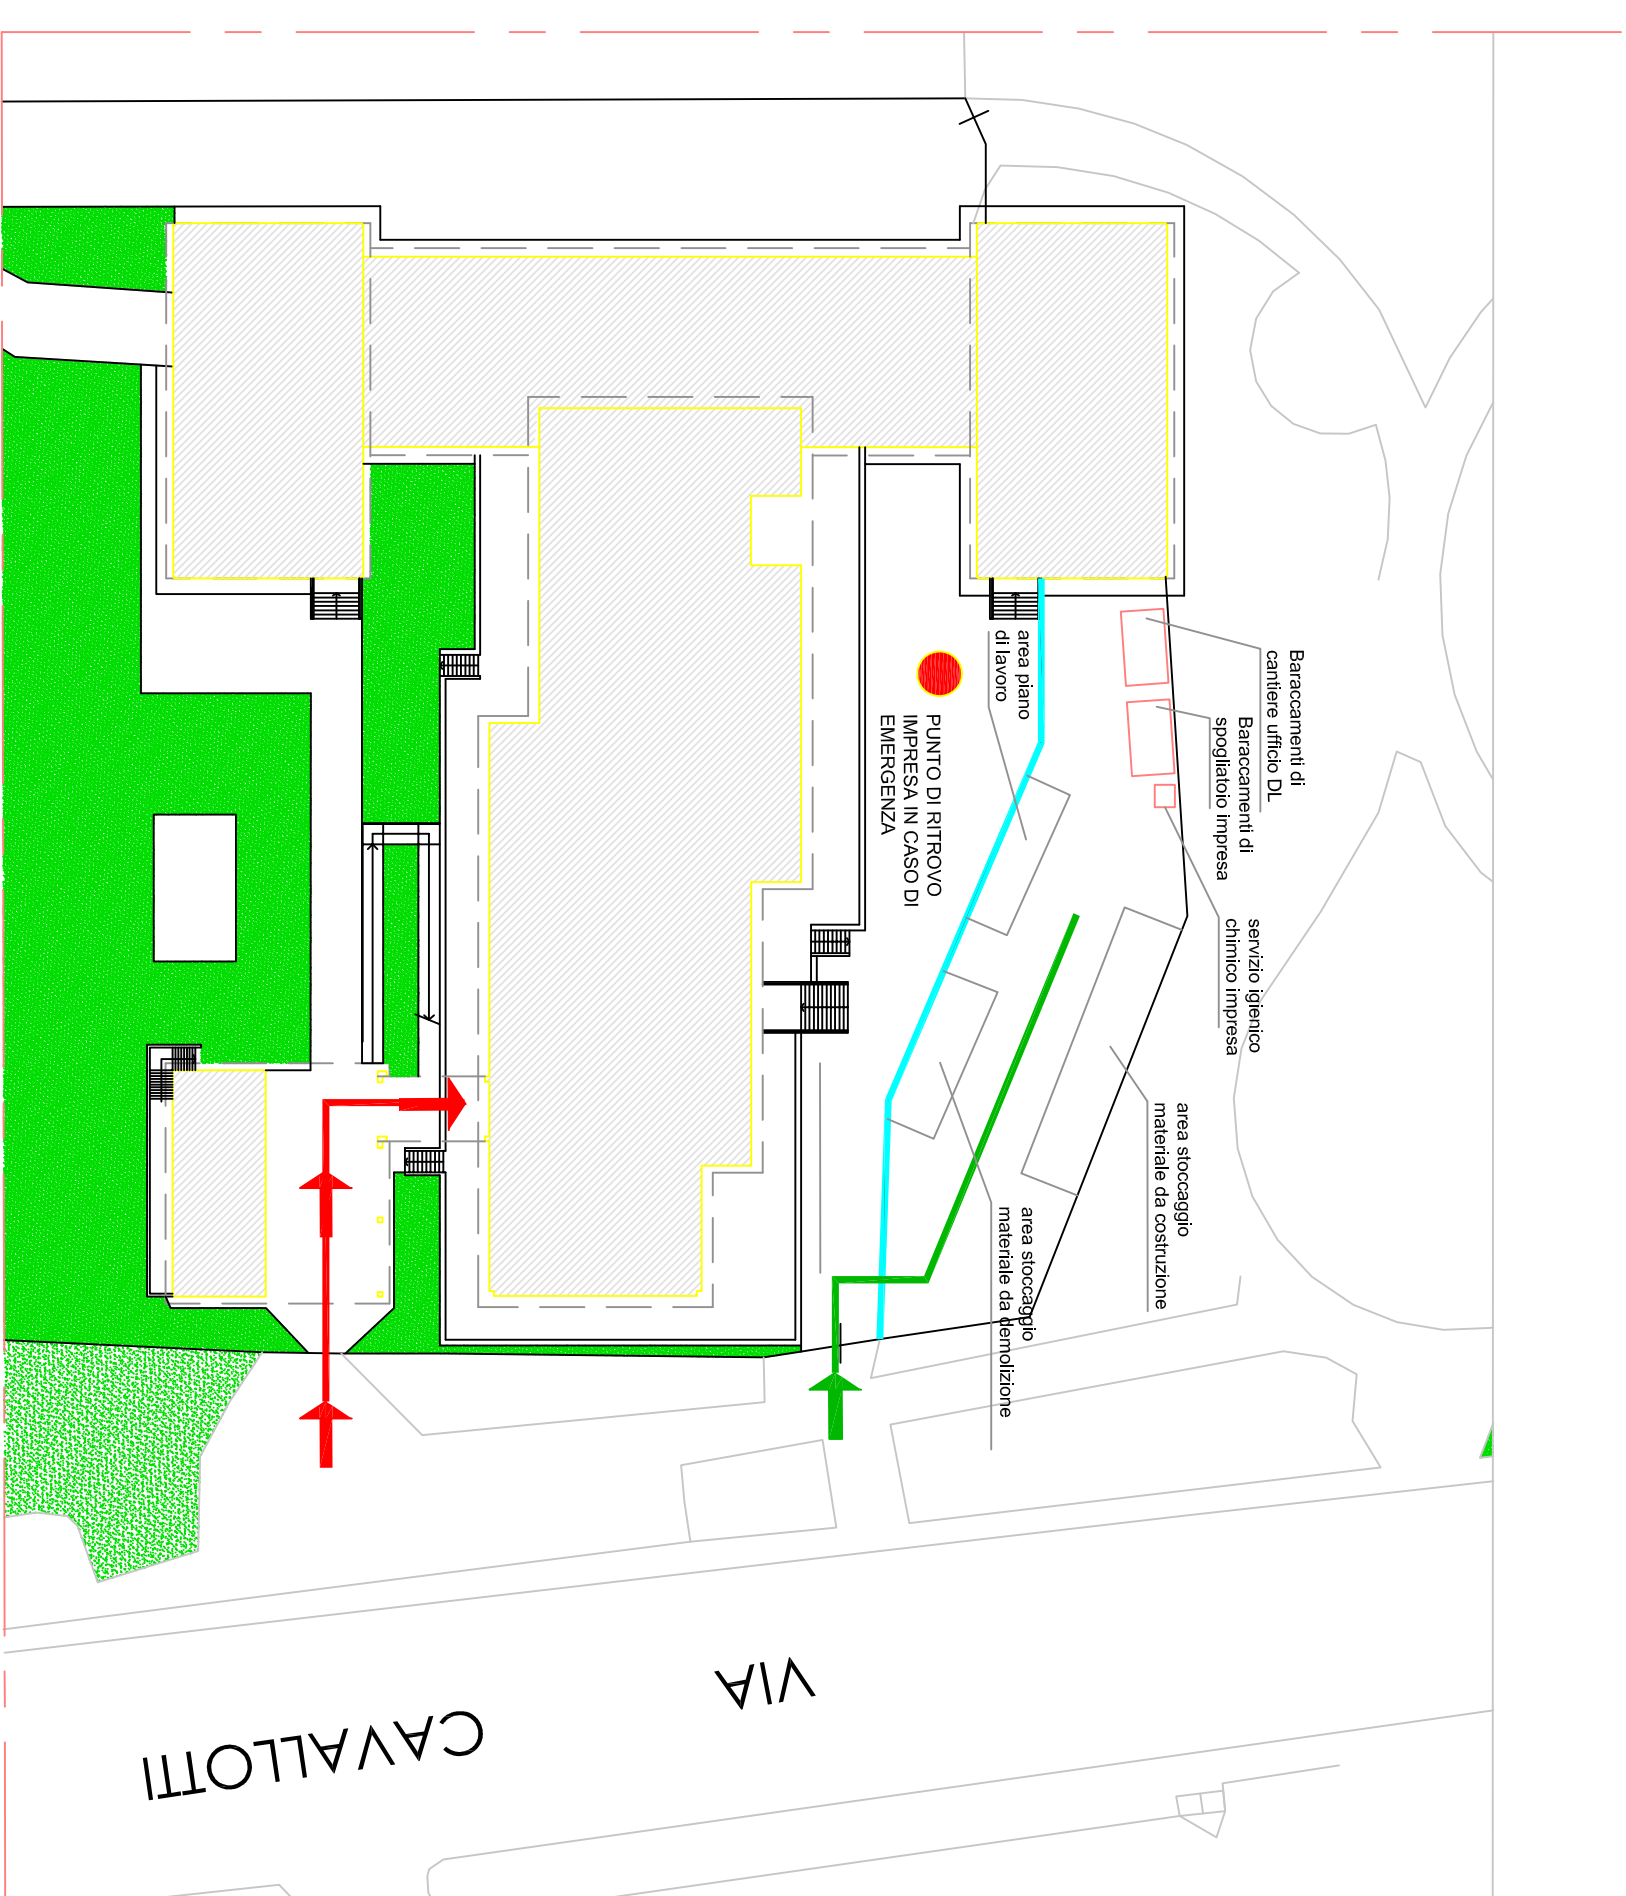 Baraccamenti di
cantiere ufficio DL
Baraccamenti di
spogliatoio impresa
servizio igienico
chimico impresa
area piano
di lavoro
PUNTO DI RITROVO
IMPRESA IN CASO DI
EMERGENZA
area stoccaggio
materiale da costruzione
area stoccaggio
materiale da demolizione
VIA
CAVALLOTTI